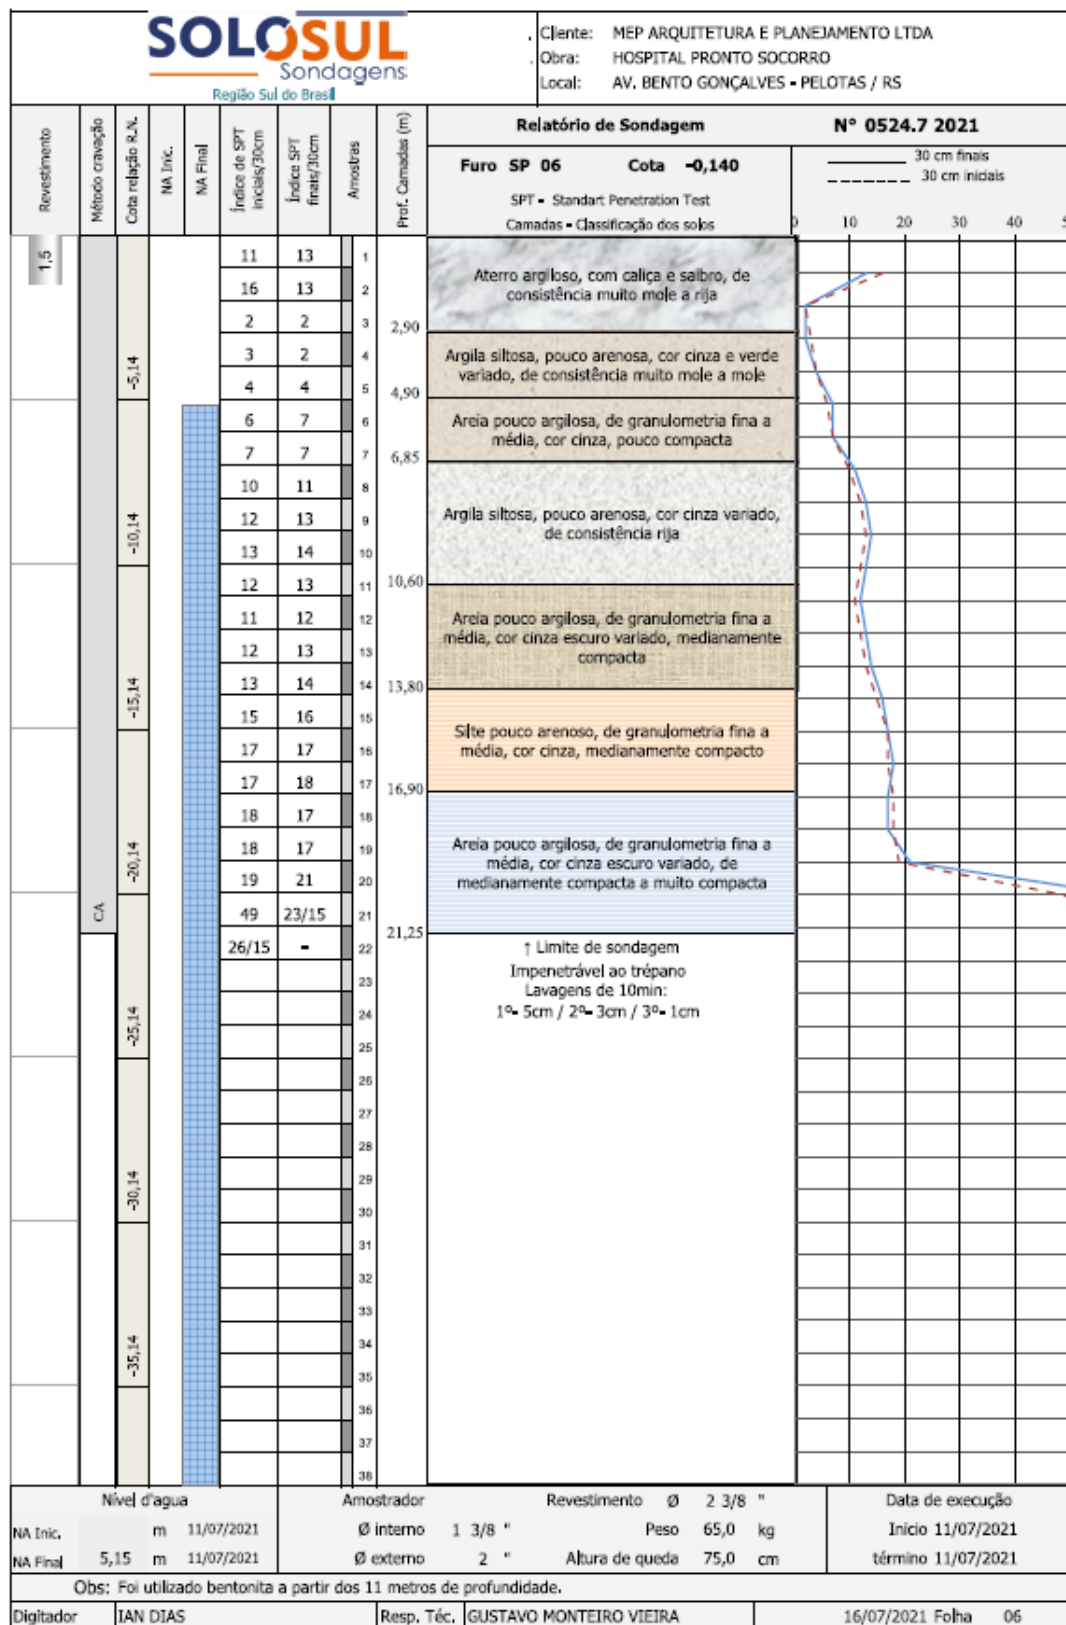 SOLOSUL
Sondagens
Região Sul do Brasil
Cliente: MEP ARQUITETURA E PLANEJAMENTO LTDA
Obra: HOSPITAL PRONTO SOCORRO
Local: AV. BENTO GONÇALVES - PELOTAS / RS
Revestimento
Método cravação
Cota relação R.N.
NA Inic.
NA Final
Índice de SPT iniciais/30cm
Índice SPT finais/30cm
Amostras
Prof. Camadas (m)
Relatório de Sondagem N° 0524.7 2021
Furo SP 06 Cota -0,140
SPT - Standart Penetration Test
Camadas - Classificação dos solos
30 cm finais
30 cm iniciais
0 10 20 30 40 50
1,5
11 13 1
16 13 2
2 2 3
2,90
3 2 4
4 4 5
4,90
6 7 6
7 7 7
6,85
10 11 8
12 13 9
13 14 10
12 13 11
10,60
11 12 12
12 13 13
13 14 14
13,80
15 16 15
17 17 16
17 18 17
16,90
18 17 18
18 17 19
19 21 20
49 23/15 21
21,25
26/15 - 22
23
24
25
26
27
28
29
30
31
32
33
34
35
36
37
38
-5,14
-10,14
-15,14
-20,14
-25,14
-30,14
-35,14
CA
Aterro argiloso, com caliça e saibro, de
consistência muito mole a rija
Argila siltosa, pouco arenosa, cor cinza e verde
variado, de consistência muito mole a mole
Areia pouco argilosa, de granulometria fina a
média, cor cinza, pouco compacta
Argila siltosa, pouco arenosa, cor cinza variado,
de consistência rija
Areia pouco argilosa, de granulometria fina a
média, cor cinza escuro variado, medianamente
compacta
Silte pouco arenoso, de granulometria fina a
média, cor cinza, medianamente compacto
Areia pouco argilosa, de granulometria fina a
média, cor cinza escuro variado, de
medianamente compacta a muito compacta
↑ Limite de sondagem
Impenetrável ao trépano
Lavagens de 10min:
1º- 5cm / 2º- 3cm / 3º- 1cm
Nível d'agua Amostrador Revestimento Ø 2 3/8 " Data de execução
NA Inic. m 11/07/2021 Ø interno 1 3/8 " Peso 65,0 kg Inicio 11/07/2021
NA Final 5,15 m 11/07/2021 Ø externo 2 " Altura de queda 75,0 cm término 11/07/2021
Obs: Foi utilizado bentonita a partir dos 11 metros de profundidade.
Digitador IAN DIAS Resp. Téc. GUSTAVO MONTEIRO VIEIRA 16/07/2021 Folha 06